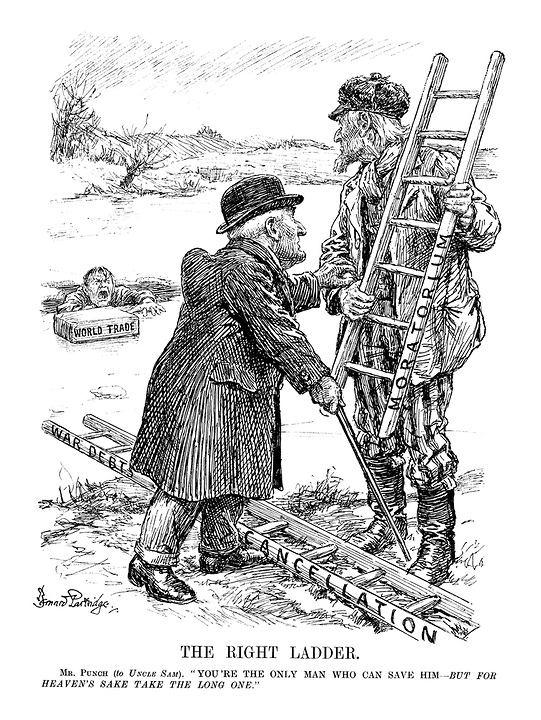 WORLD TRADE
MORATORIUM
WAR DEBT
CANCELLATION
Bernard Partridge.
THE RIGHT LADDER.
Mr. Punch (to Uncle Sam). "YOU'RE THE ONLY MAN WHO CAN SAVE HIM—BUT FOR
HEAVEN'S SAKE TAKE THE LONG ONE."